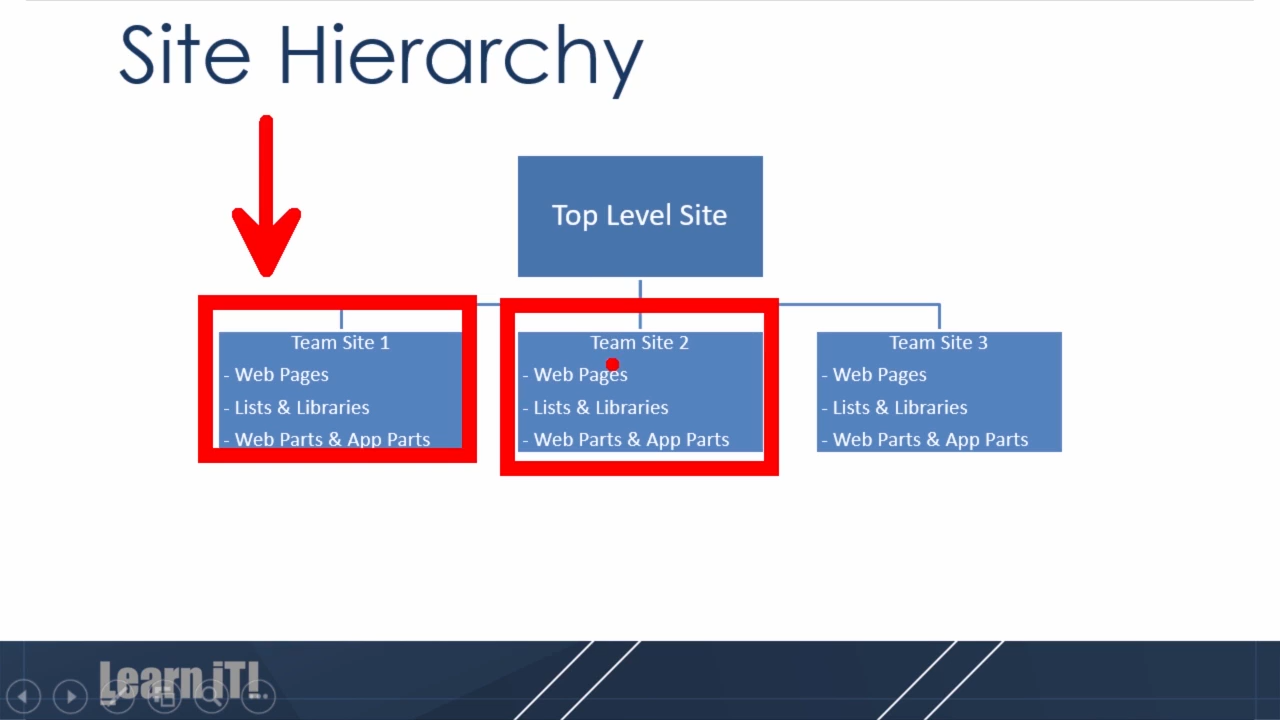 Site Hierarchy
Top Level Site
Team Site 1
- Web Pages
- Lists & Libraries
- Web Parts & App Parts
Team Site 2
- Web Pages
- Lists & Libraries
- Web Parts & App Parts
Team Site 3
- Web Pages
- Lists & Libraries
- Web Parts & App Parts
Learn iT!